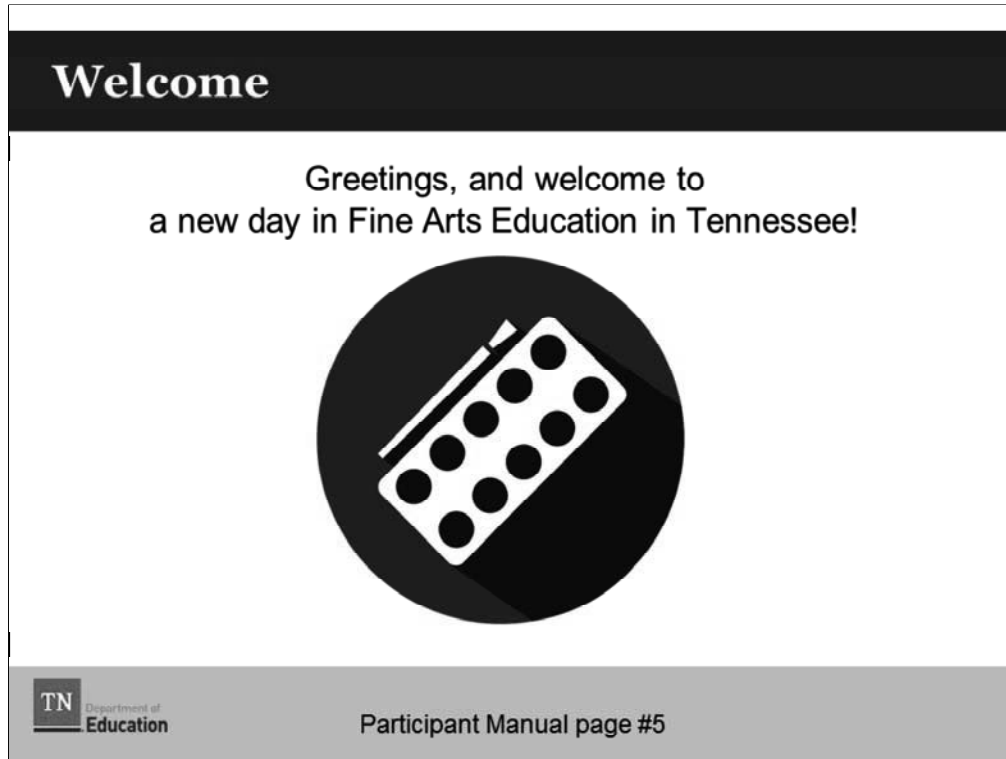 Welcome
Greetings, and welcome to
a new day in Fine Arts Education in Tennessee!
TN
Department of
Education
Participant Manual page #5